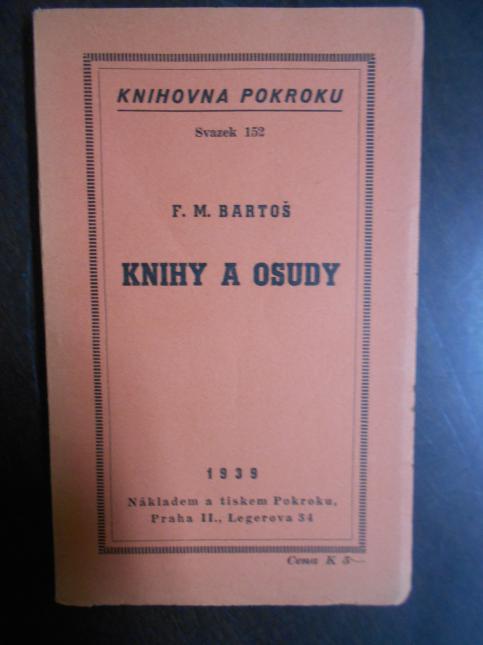 KNIHOVNA POKROKU
Svazek 152
F. M. BARTOŠ
KNIHY A OSUDY
1939
Nákladem a tiskem Pokroku,
Praha II., Legerova 34
Cena K 5·—